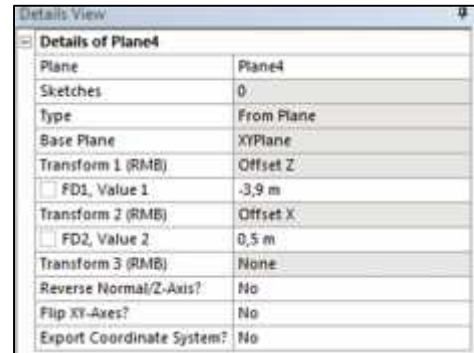 Details View
Details of Plane4
Plane Plane4
Sketches 0
Type From Plane
Base Plane XYPlane
Transform 1 (RMB) Offset Z
FD1, Value 1 -3,9 m
Transform 2 (RMB) Offset X
FD2, Value 2 0,5 m
Transform 3 (RMB) None
Reverse Normal/Z-Axis? No
Flip XY-Axes? No
Export Coordinate System? No